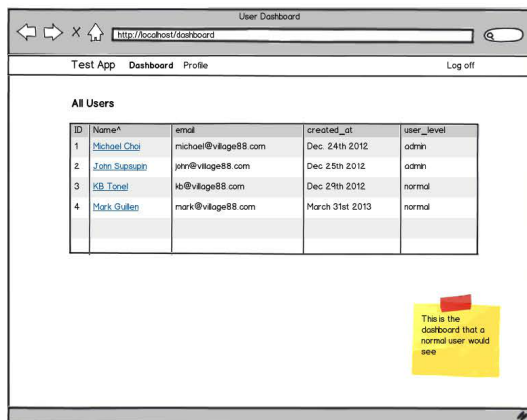 User Dashboard
http://localhost/dashboard
Test App Dashboard Profile Log off
All Users
ID Name^ email created_at user_level
1 Michael Choi michael@village88.com Dec. 24th 2012 admin
2 John Supsupin john@village88.com Dec 25th 2012 admin
3 KB Tonel kb@village88.com Dec 29th 2012 normal
4 Mark Guillen mark@village88.com March 31st 2013 normal
This is the
dashboard that a
normal user would
see